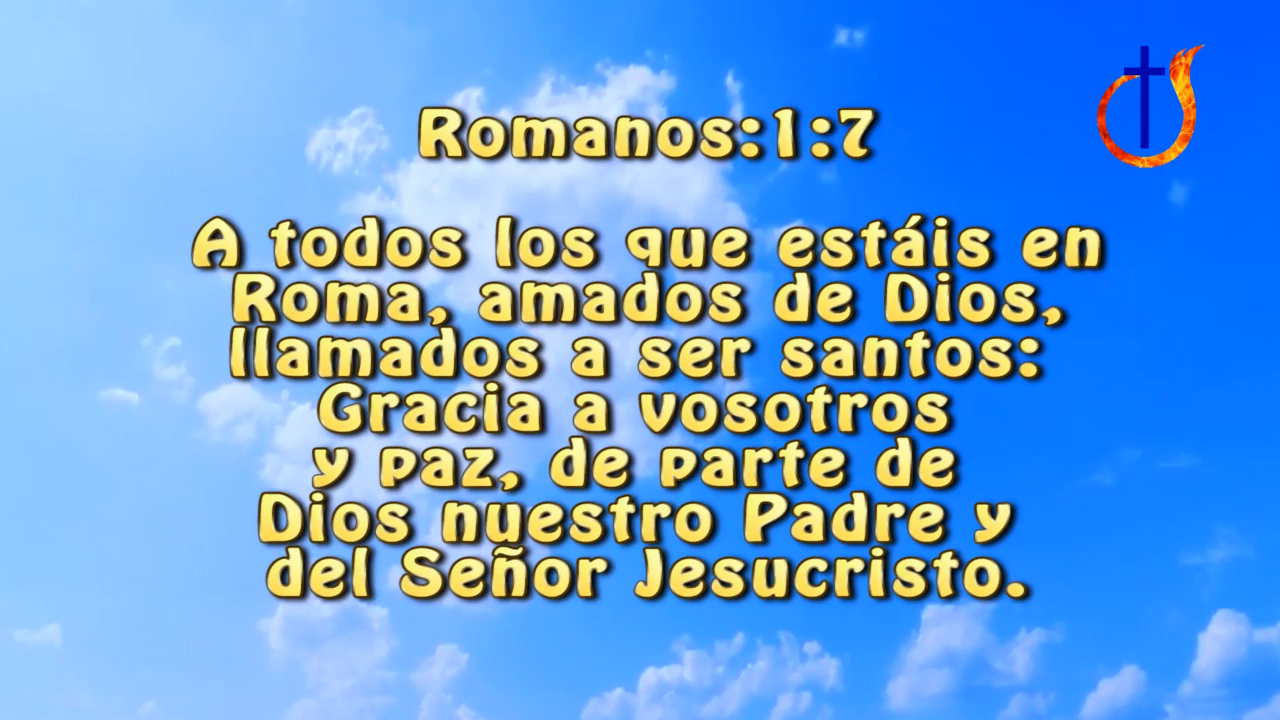 Romanos:1:7
A todos los que estáis en
Roma, amados de Dios,
llamados a ser santos:
Gracia a vosotros
y paz, de parte de
Dios nuestro Padre y
del Señor Jesucristo.